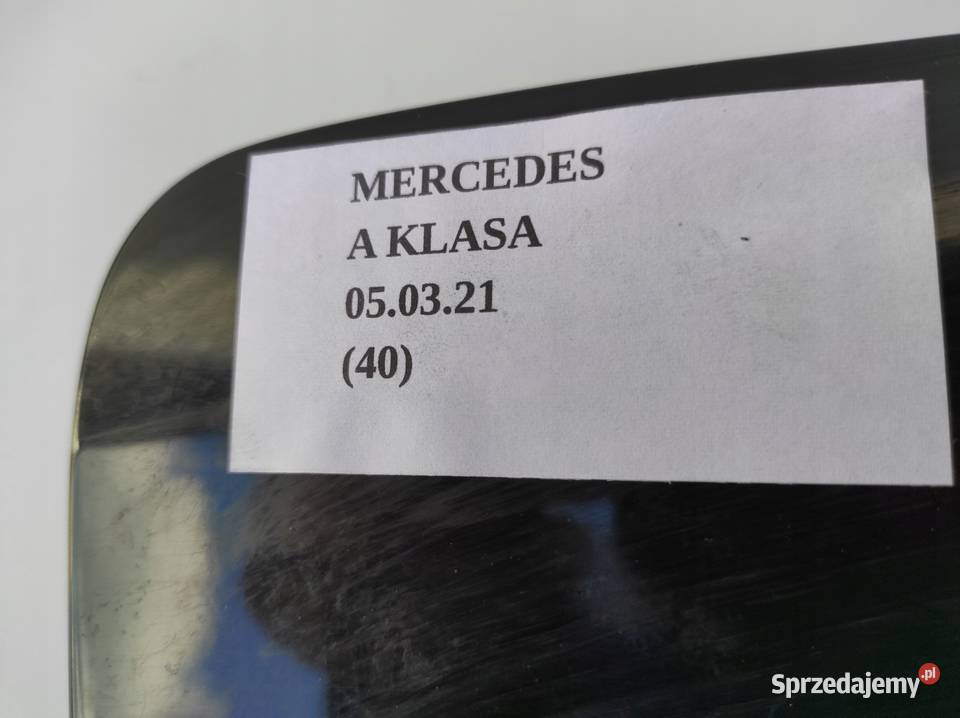 MERCEDES
A KLASA
05.03.21
(40)
Sprzedajemy.pl